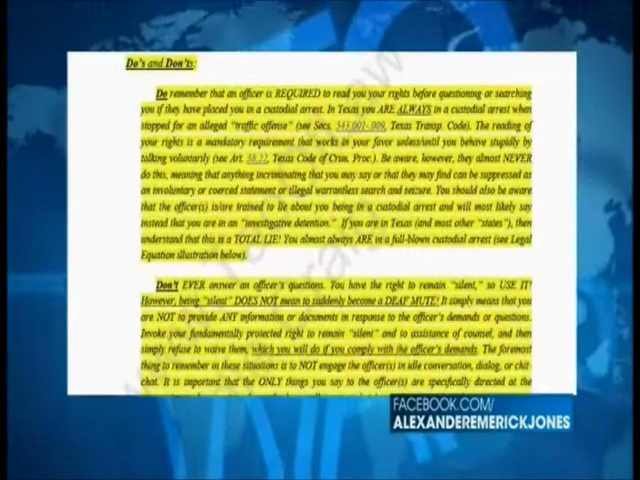 Do's and Don'ts:
Do remember that an officer is REQUIRED to read you your rights before questioning or searching
you if they have placed you in a custodial arrest. In Texas you ARE ALWAYS in a custodial arrest when
stopped for an alleged "traffic offense" (see Secs. 543.001-.009, Texas Transp. Code). The reading of
your rights is a mandatory requirement that works in your favor unless/until you behave stupidly by
talking voluntarily (see Art. 38.22, Texas Code of Crim. Proc.). Be aware, however, they almost NEVER
do this, meaning that anything incriminating that you may say or that they may find can be suppressed as
an involuntary or coerced statement or illegal warrantless search and seizure. You should also be aware
that the officer(s) is/are trained to lie about you being in a custodial arrest and will most likely say
instead that you are in an "investigative detention." If you are in Texas (and most other "states"), then
understand that this is a TOTAL LIE! You almost always ARE in a full-blown custodial arrest (see Legal
Equation illustration below).
Don't EVER answer an officer's questions. You have the right to remain "silent," so USE IT!
However, being "silent" DOES NOT mean to suddenly become a DEAF MUTE! It simply means that you
are NOT to provide ANY information or documents in response to the officer's demands or questions.
Invoke your fundamentally protected right to remain "silent" and to assistance of counsel, and then
simply refuse to waive them, which you will do if you comply with the officer's demands. The foremost
thing to remember in these situations is to NOT engage the officer(s) in idle conversation, dialog, or chit
chat. It is important that the ONLY things you say to the officer(s) are specifically directed at the
FACEBOOK.COM/
ALEXANDEREMERICKJONES